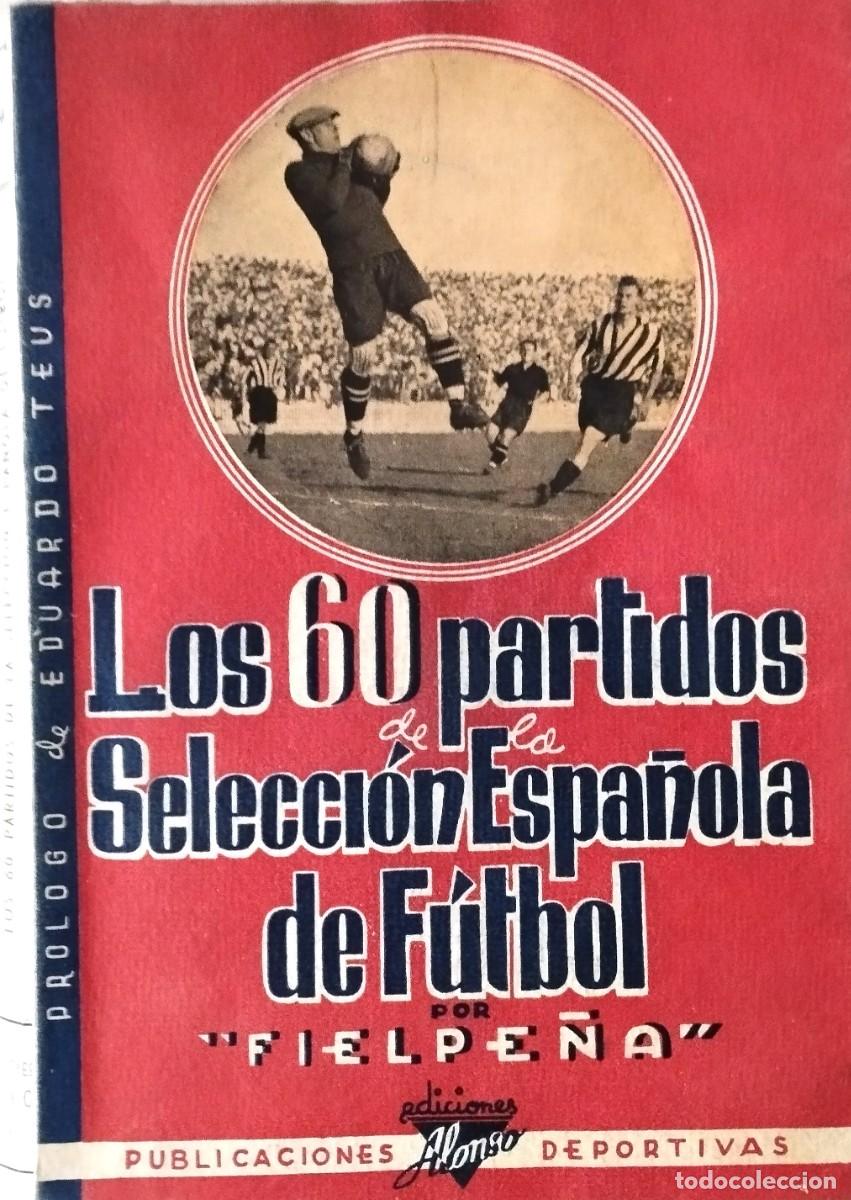 Los 60 partidos
de la
Selección Española
de Fútbol
POR
"FIELPEÑA"
ediciones
Alonso
PUBLICACIONES DEPORTIVAS
PROLOGO de EDUARDO TEUS
todocoleccion